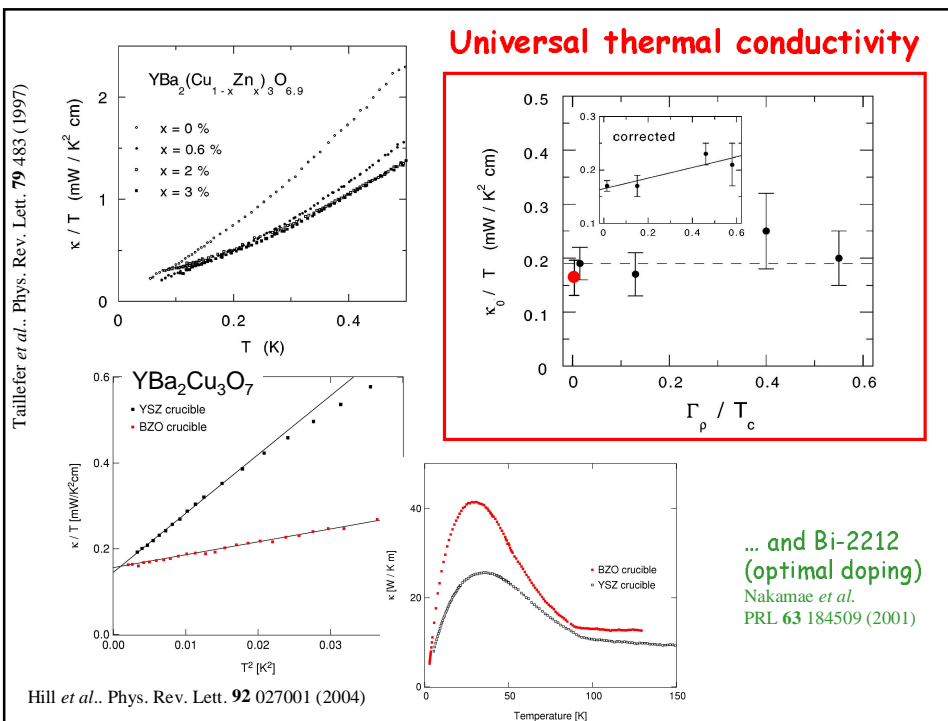 Universal thermal conductivity
Taillefer et al.. Phys. Rev. Lett. 79 483 (1997)
YBa2(Cu1-xZnx)3O6.9
x = 0 %
x = 0.6 %
x = 2 %
x = 3 %
κ / T (mW / K² cm)
2
1
0
0
0.2
0.4
T (K)
κ0 / T (mW / K² cm)
0.5
0.4
0.3
0.2
0.1
0
0
0.2
0.4
0.6
Γρ / Tc
corrected
0.3
0.2
0.1
0
0.2
0.4
0.6
YBa2Cu3O7
YSZ crucible
BZO crucible
κ / T [mW/K²cm]
0.6
0.4
0.2
0.0
0.00
0.01
0.02
0.03
T² [K²]
κ [W / K m]
40
20
0
BZO crucible
YSZ crucible
0
50
100
150
Temperature [K]
... and Bi-2212
(optimal doping)
Nakamae et al.
PRL 63 184509 (2001)
Hill et al.. Phys. Rev. Lett. 92 027001 (2004)